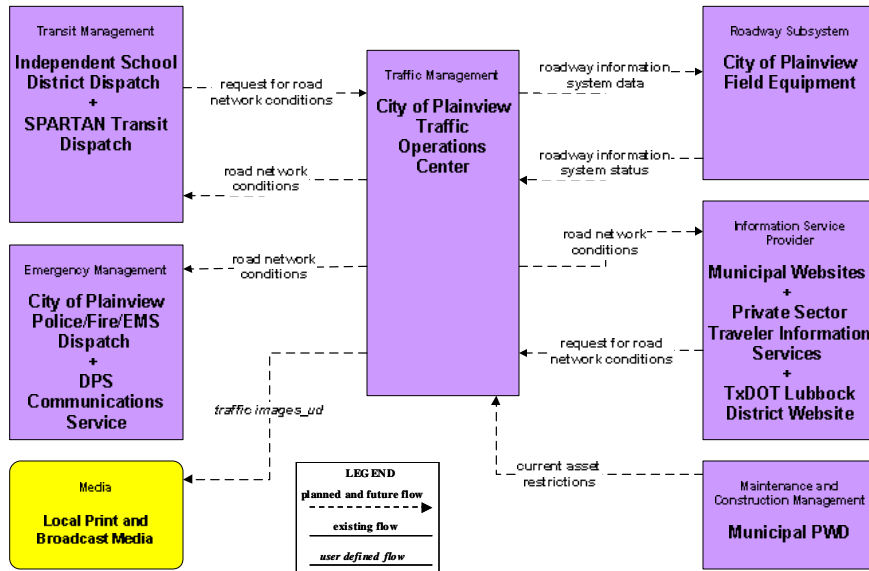 Transit Management
Independent School
District Dispatch
+
SPARTAN Transit
Dispatch
request for road
network conditions
road network
conditions
Traffic Management
City of Plainview
Traffic
Operations
Center
roadway information
system data
roadway information
system status
Roadway Subsystem
City of Plainview
Field Equipment
Emergency Management
City of Plainview
Police/Fire/EMS
Dispatch
+
DPS
Communications
Service
road network
conditions
road network
conditions
request for road
network conditions
Information Service
Provider
Municipal Websites
+
Private Sector
Traveler Information
Services
+
TxDOT Lubbock
District Website
traffic images_ud
Media
Local Print and
Broadcast Media
LEGEND
planned and future flow
existing flow
user defined flow
current asset
restrictions
Maintenance and
Construction Management
Municipal PWD